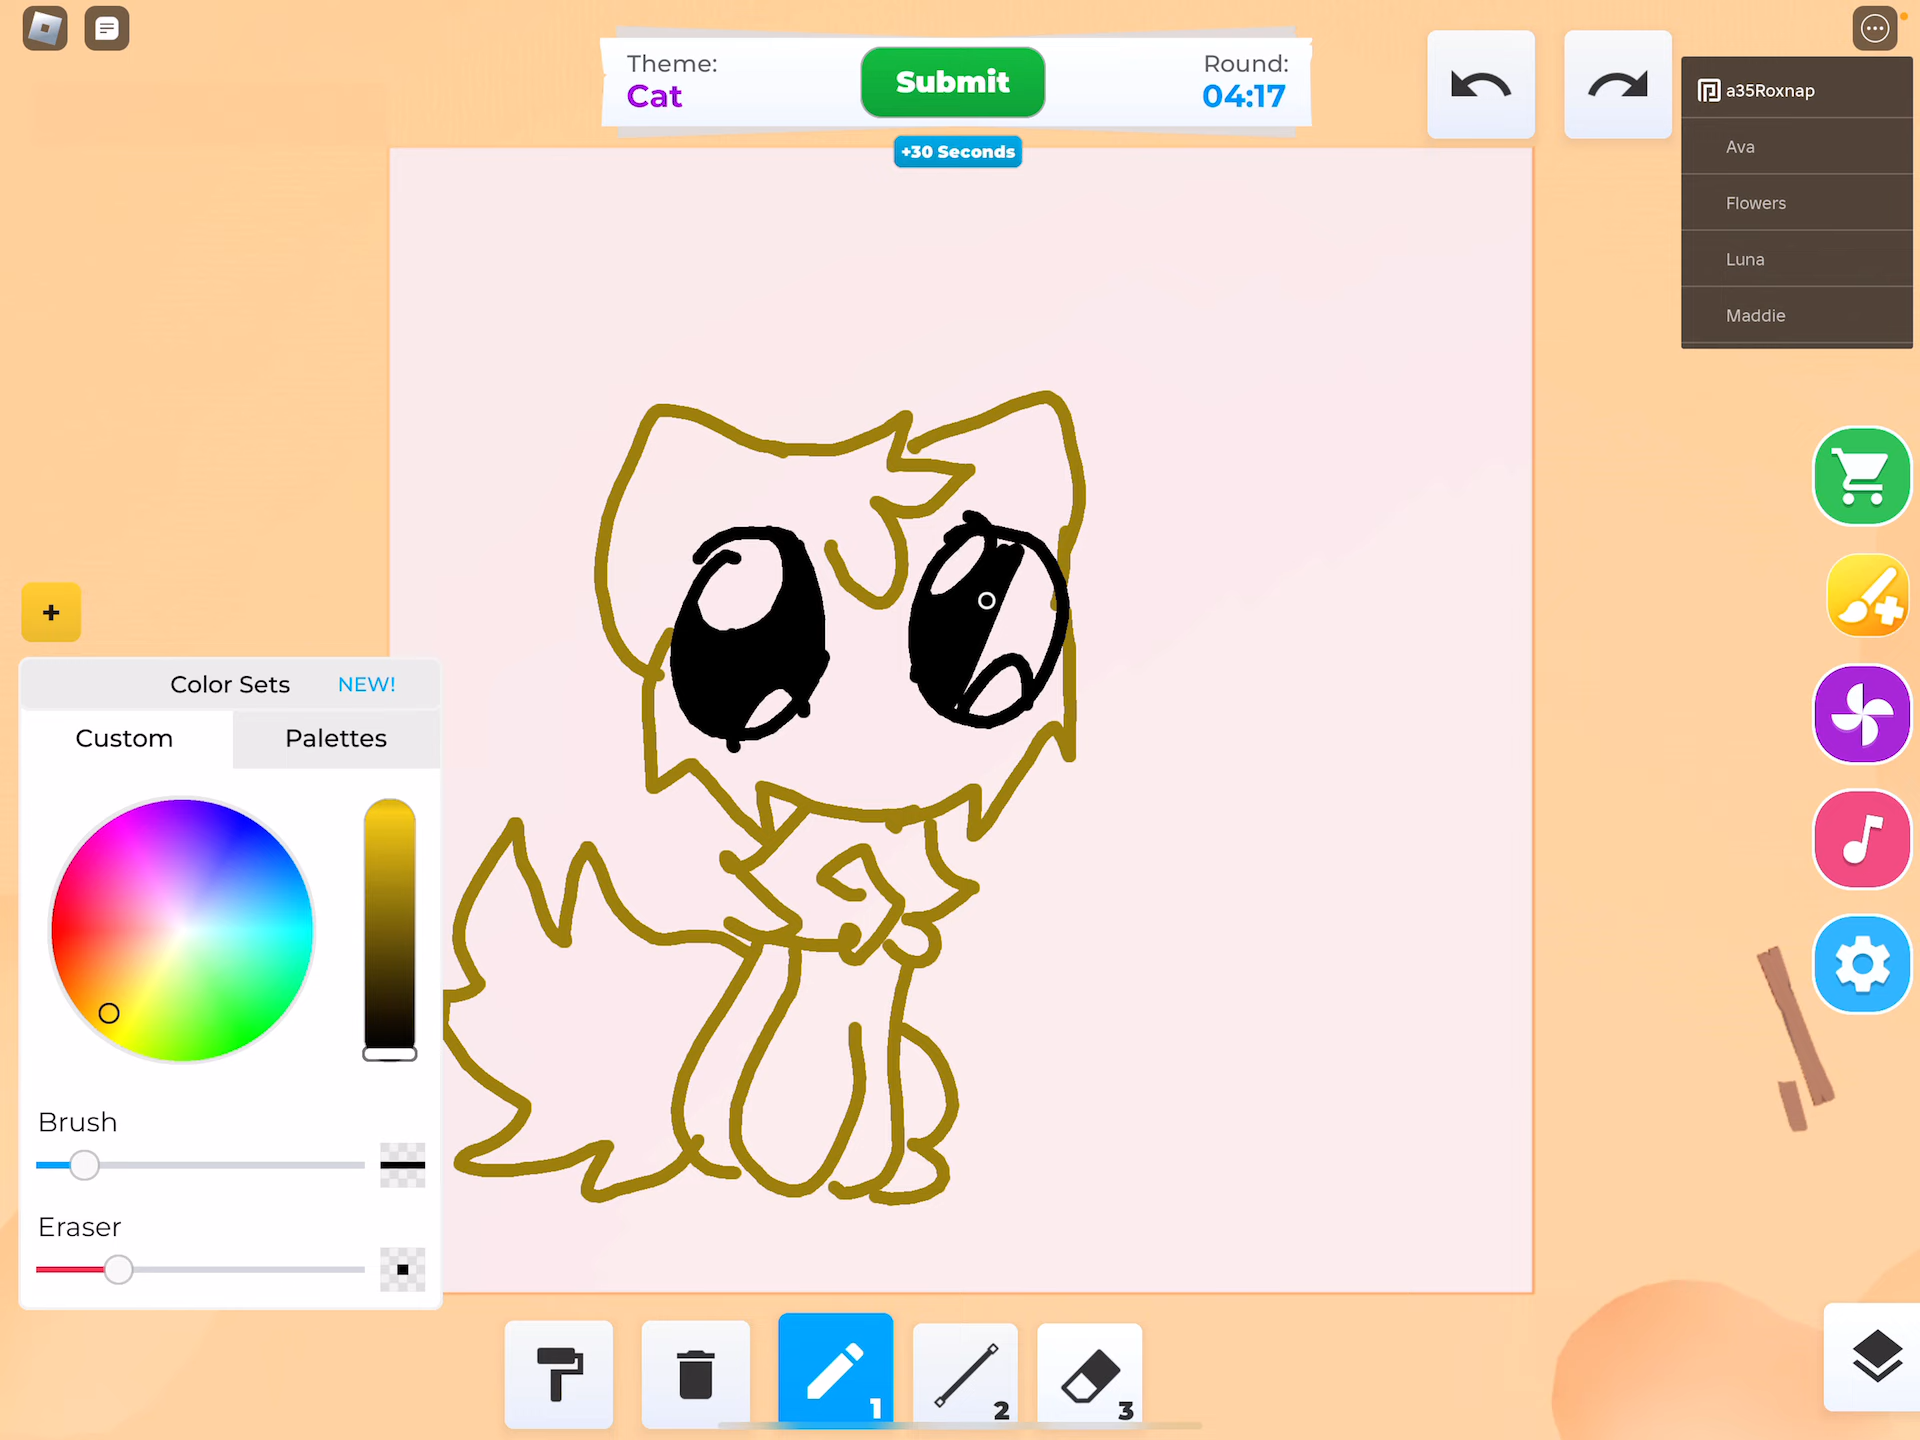 Theme:
Cat
Submit
Round:
04:17
+30 Seconds
a35Roxnap
Ava
Flowers
Luna
Maddie
+
Color Sets NEW!
Custom Palettes
Brush
Eraser
1
2
3